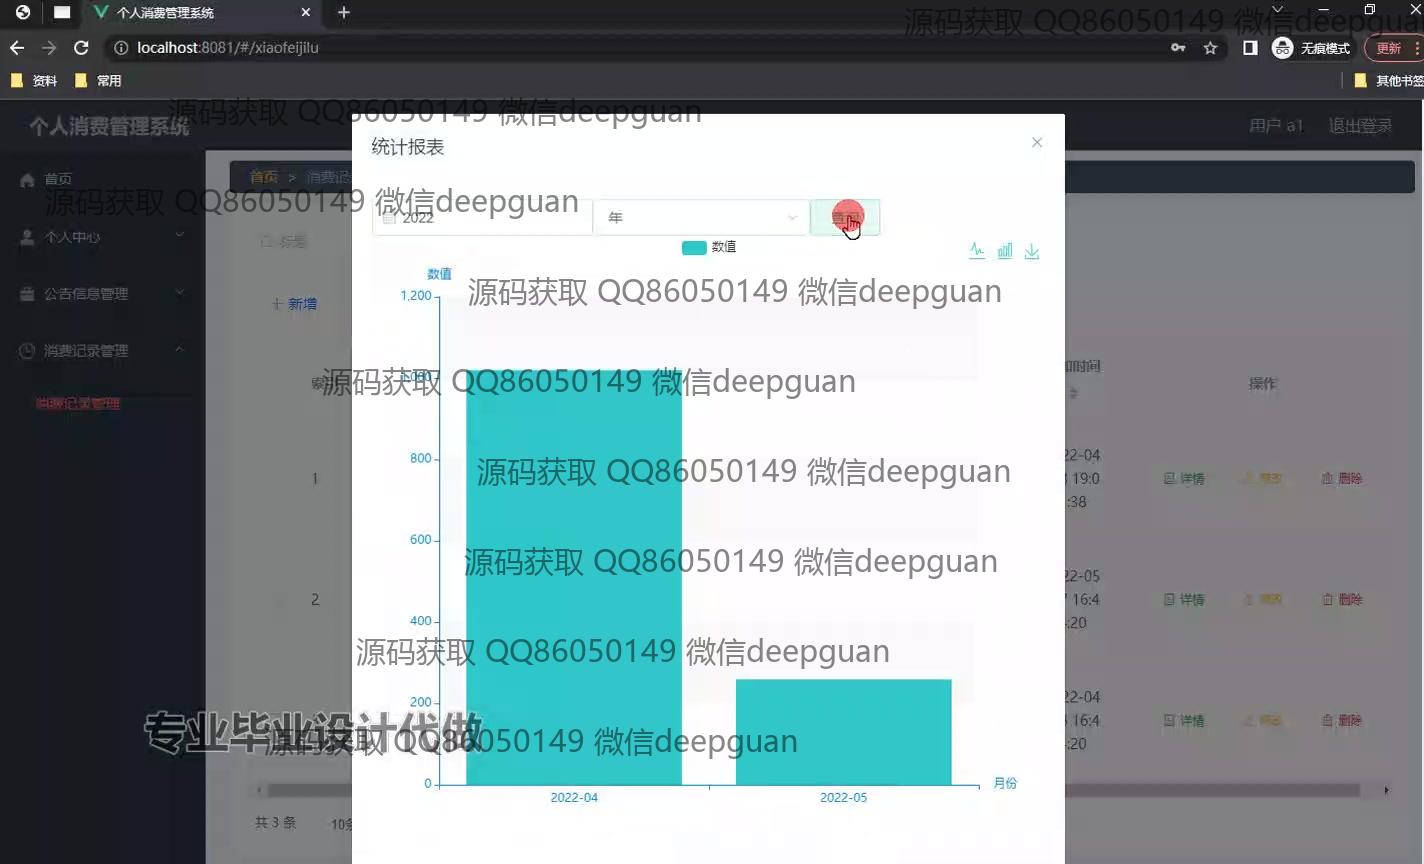 个人消费管理系统
源码获取 QQ86050149 微信deepgua
localhost:8081/#/xiaofeijilu
无痕模式
更新
资料
常用
其他书签
源码获取 QQ86050149 微信deepguan
个人消费管理系统
用户 a1
退出登录
统计报表
首页
首页 > 消费记
源码获取 QQ86050149 微信deepguan
2022
年
个人中心
标题
数值
数值
1,200
源码获取 QQ86050149 微信deepguan
公告信息管理
新增
消费记录管理
加时间
操作
1,000
源码获取 QQ86050149 微信deepguan
消费记录管理
800
22-04
源码获取 QQ86050149 微信deepguan
1
19:0
详情
修改
删除
:38
600
源码获取 QQ86050149 微信deepguan
22-05
2
16:4
详情
修改
删除
:20
400
源码获取 QQ86050149 微信deepguan
200
22-04
16:4
详情
修改
删除
:20
专业毕业设计代做
源码获取 QQ86050149 微信deepguan
0
月份
2022-04
2022-05
共 3 条
10条